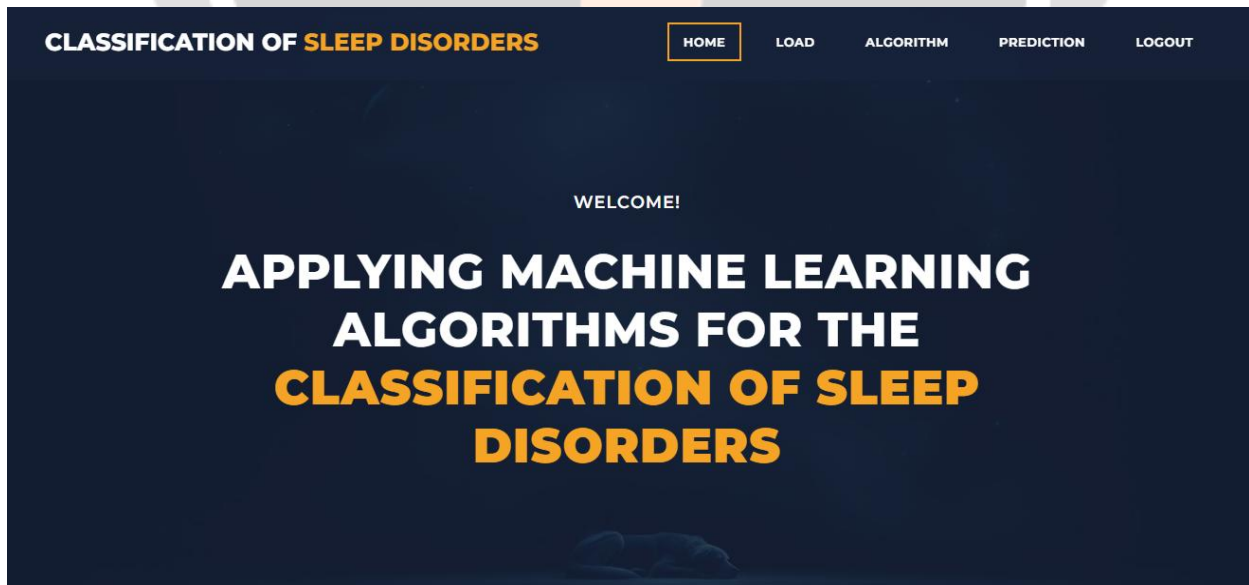 CLASSIFICATION OF SLEEP DISORDERS
HOME LOAD ALGORITHM PREDICTION LOGOUT
WELCOME!
APPLYING MACHINE LEARNING
ALGORITHMS FOR THE
CLASSIFICATION OF SLEEP
DISORDERS